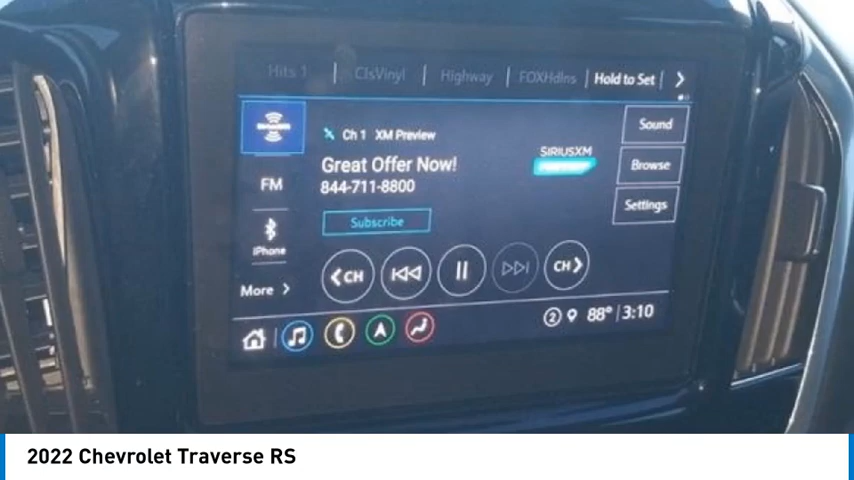 Hits 1 | ClsVinyl | Highway | FOXHdlns | Hold to Set |
Ch 1 XM Preview
Great Offer Now!
844-711-8800
Subscribe
SIRIUSXM
FM
iPhone
More
Sound
Browse
Settings
CH
CH
2 88° | 3:10
2022 Chevrolet Traverse RS